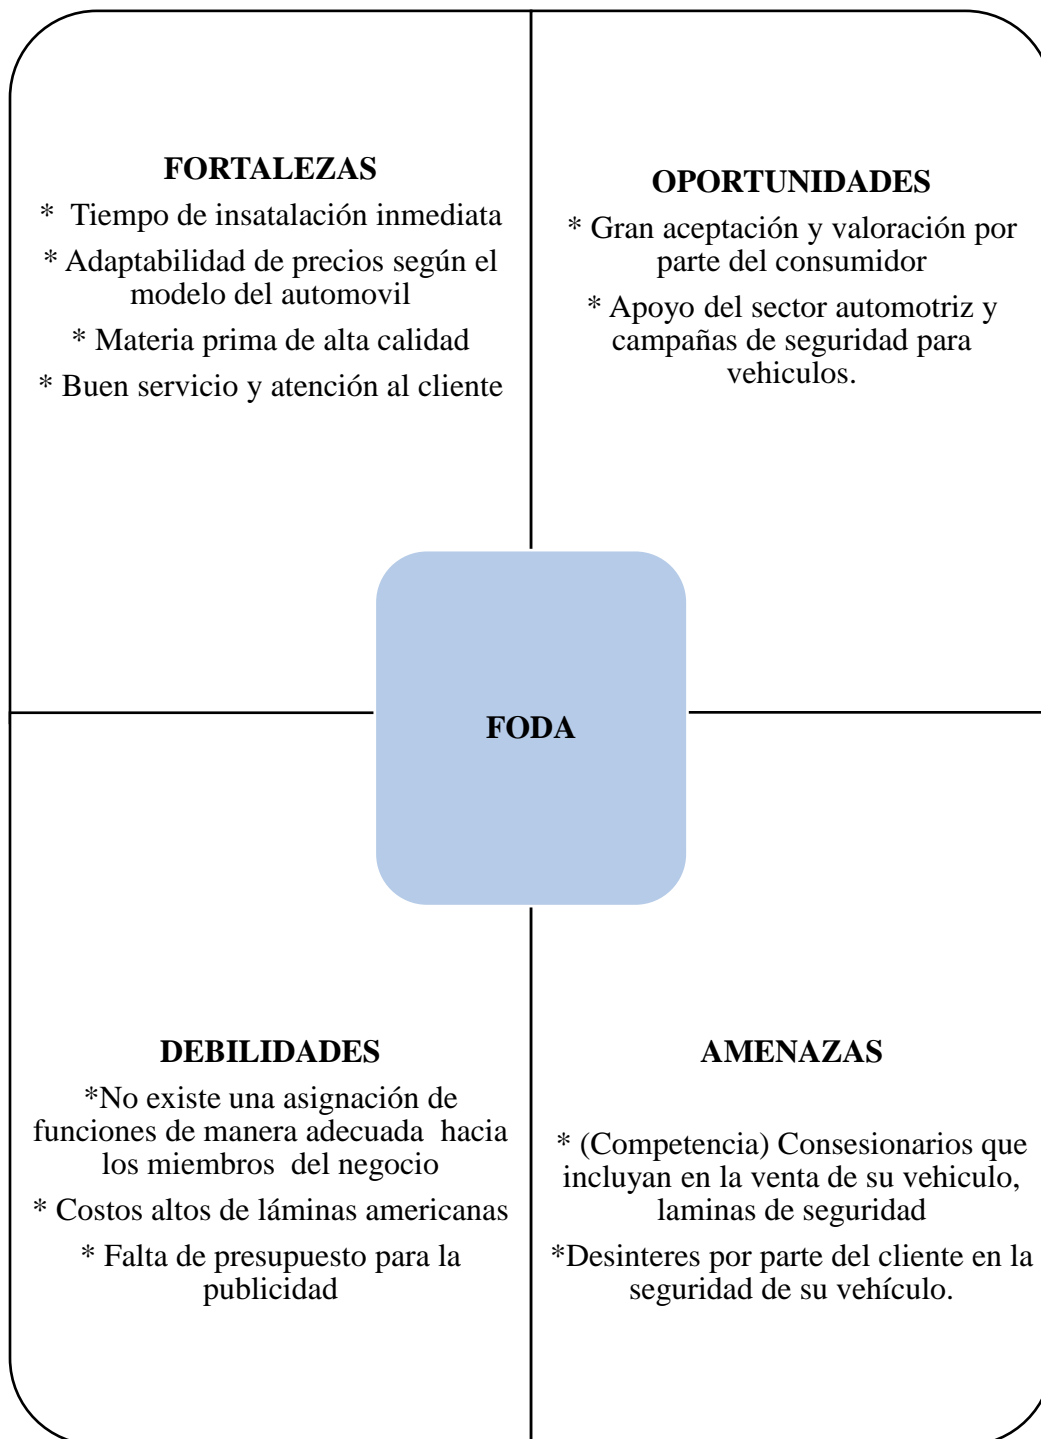 FORTALEZAS
* Tiempo de insatalación inmediata
* Adaptabilidad de precios según el
modelo del automovil
* Materia prima de alta calidad
* Buen servicio y atención al cliente
OPORTUNIDADES
* Gran aceptación y valoración por
parte del consumidor
* Apoyo del sector automotriz y
campañas de seguridad para
vehiculos.
FODA
DEBILIDADES
*No existe una asignación de
funciones de manera adecuada hacia
los miembros del negocio
* Costos altos de láminas americanas
* Falta de presupuesto para la
publicidad
AMENAZAS
* (Competencia) Consesionarios que
incluyan en la venta de su vehiculo,
laminas de seguridad
*Desinteres por parte del cliente en la
seguridad de su vehículo.